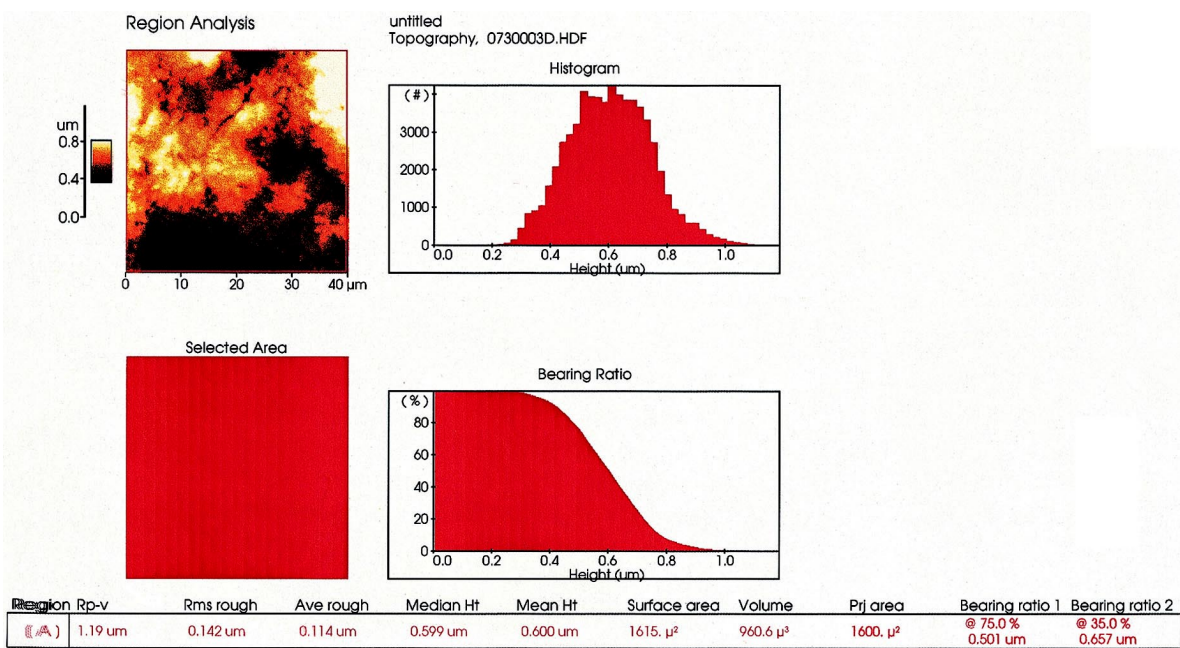 Region Analysis
untitled
Topography, 0730003D.HDF
um
0.8
0.4
0.0
0 10 20 30 40 µm
Histogram
(#)
3000
2000
1000
0
0.0 0.2 0.4 0.6 0.8 1.0
Height (um)
Selected Area
Bearing Ratio
(%)
80
60
40
20
0
0.0 0.2 0.4 0.6 0.8 1.0
Height (um)
Region Rp-v Rms rough Ave rough Median Ht Mean Ht Surface area Volume Prj area Bearing ratio 1 Bearing ratio 2
(A) 1.19 um 0.142 um 0.114 um 0.599 um 0.600 um 1615. µ² 960.6 µ³ 1600. µ² @ 75.0 % @ 35.0 %
0.501 um 0.657 um